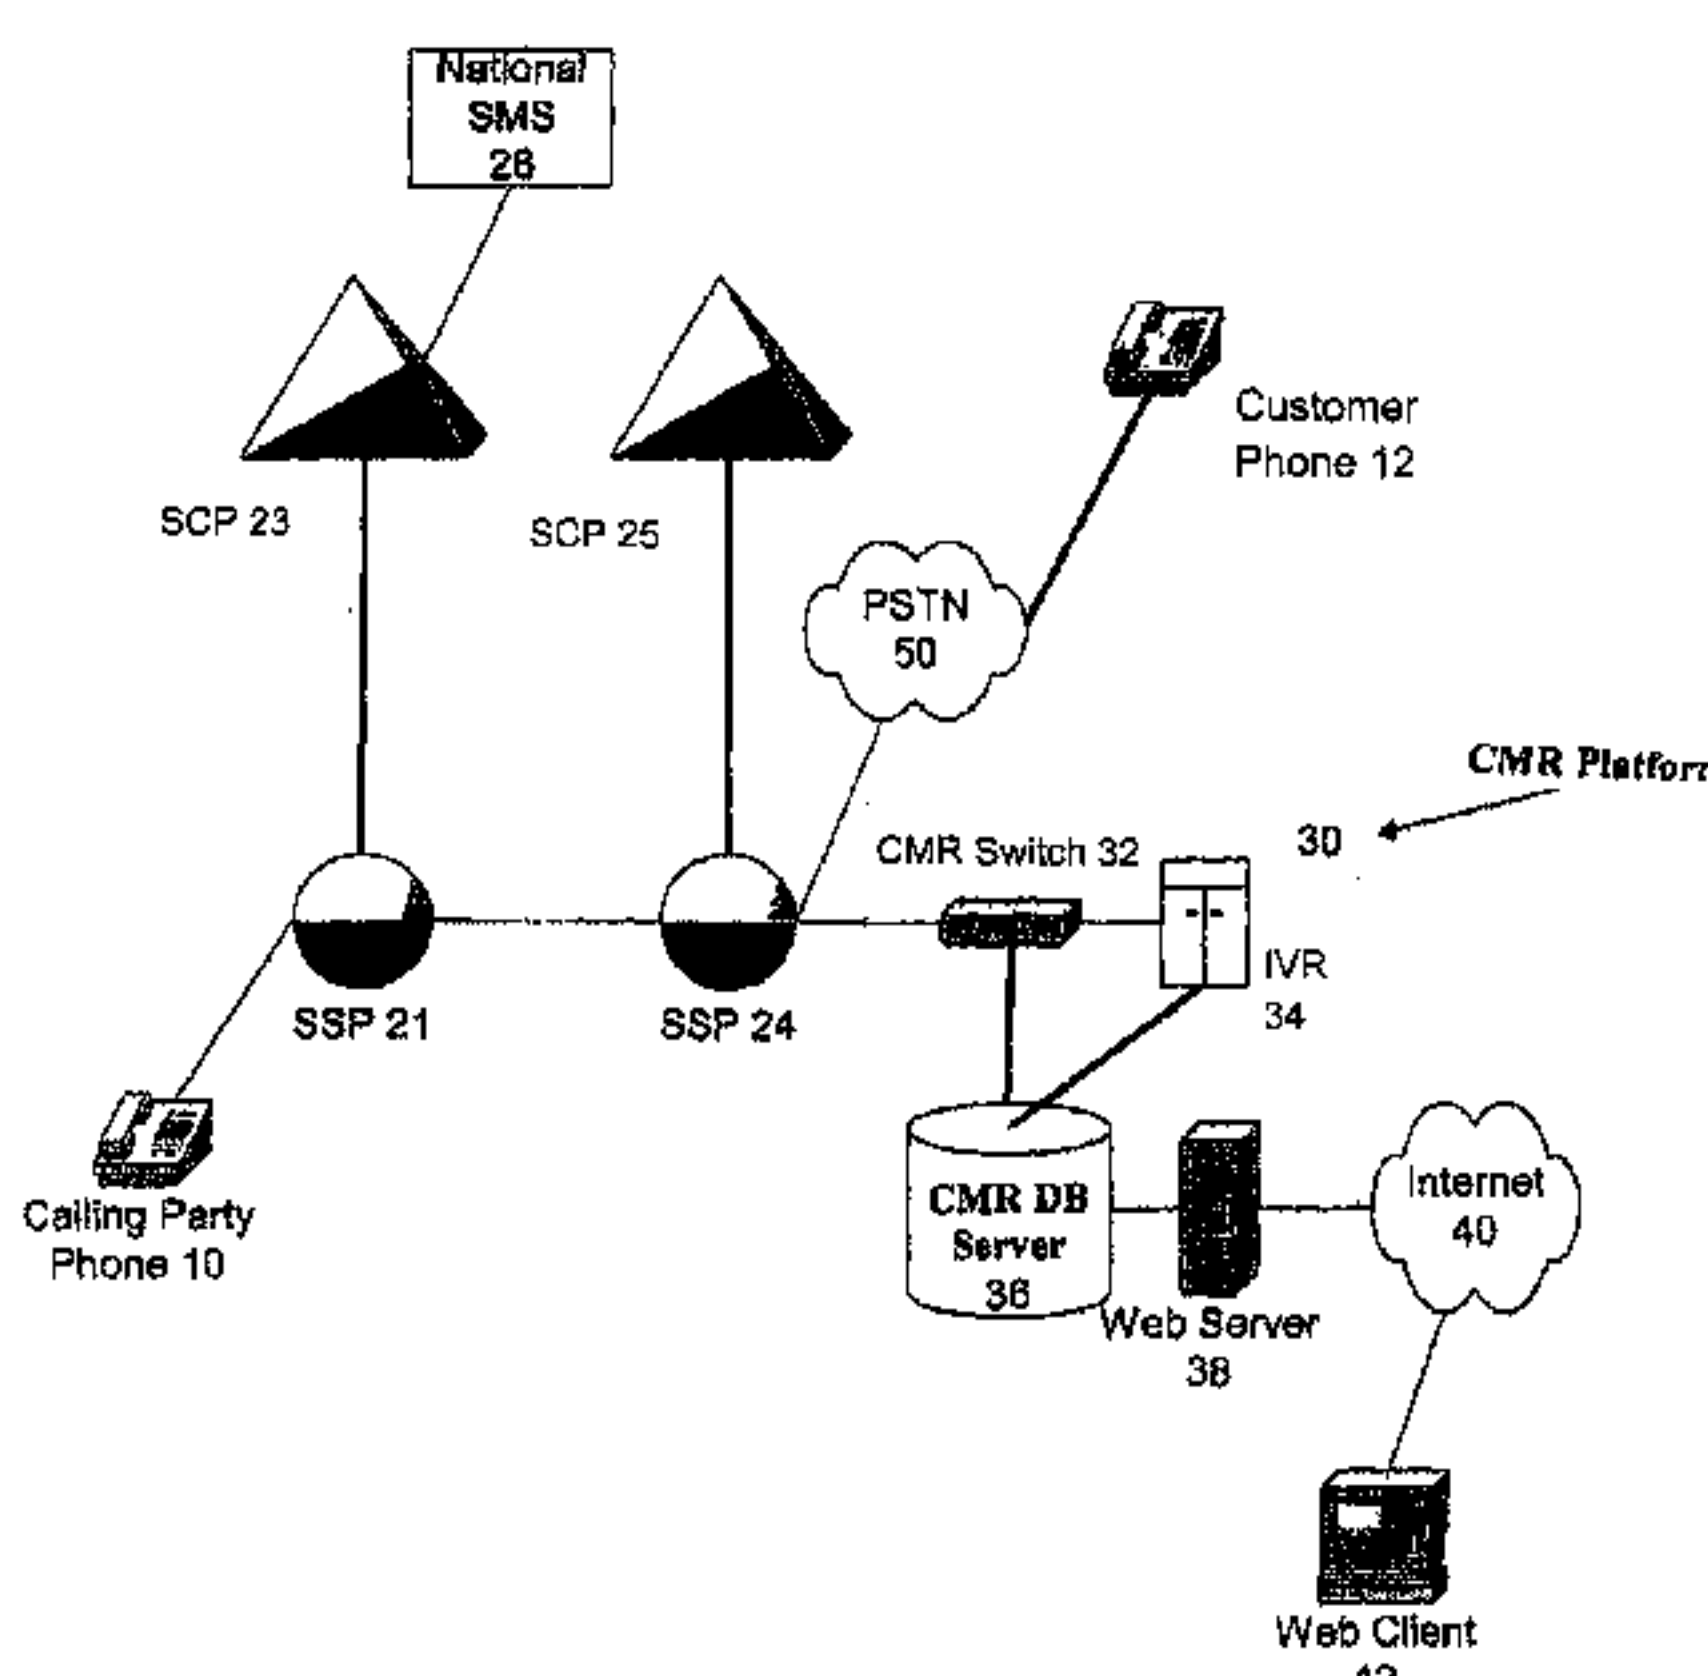 National
SMS
26
SCP 23
SCP 25
Customer
Phone 12
PSTN
50
CMR Platform
30
CMR Switch 32
IVR
34
SSP 21
SSP 24
Calling Party
Phone 10
CMR DB
Server
36
Web Server
38
Internet
40
Web Client